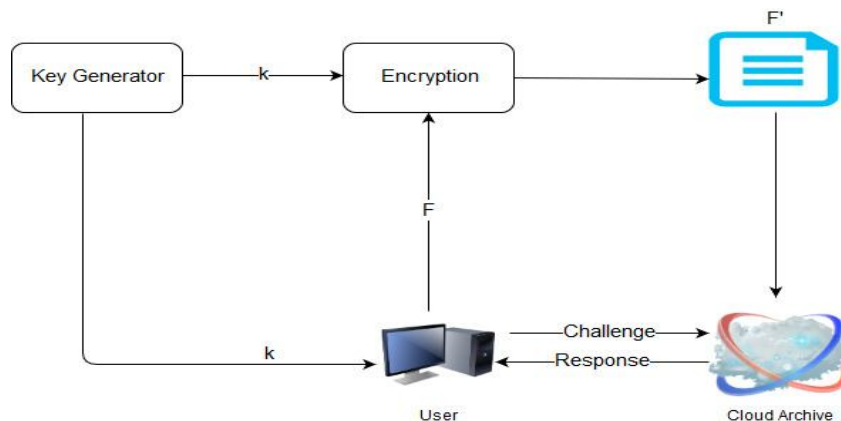 F'
Key Generator
k
Encryption
F
Challenge
Response
k
User
Cloud Archive